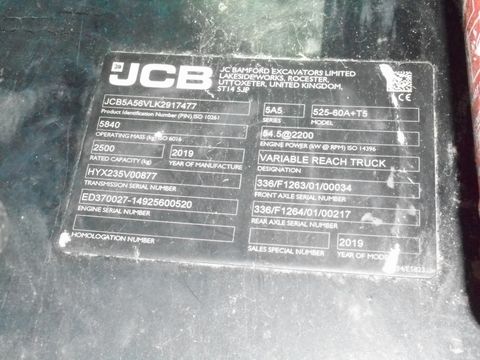 JCB
JC BAMFORD EXCAVATORS LIMITED
LAKESIDE WORKS, ROCESTER,
UTTOXETER, UNITED KINGDOM,
ST14 5JP
CE
JCB5A56VLK2917477
Product Identification Number (PIN) ISO 10261
5840
OPERATING MASS (kg) ISO 6016
2500 2019
RATED CAPACITY (kg) YEAR OF MANUFACTURE
HYX235V00877
TRANSMISSION SERIAL NUMBER
ED370027-14925600520
ENGINE SERIAL NUMBER
HOMOLOGATION NUMBER
5A5 525-60A+T5
SERIES MODEL
54.5@2200
ENGINE POWER (kW @ RPM) ISO 14396
VARIABLE REACH TRUCK
DESIGNATION
336/F1263/01/00034
FRONT AXLE SERIAL NUMBER
336/F1264/01/00217
REAR AXLE SERIAL NUMBER
2019
SALES SPECIAL NUMBER YEAR OF MODEL